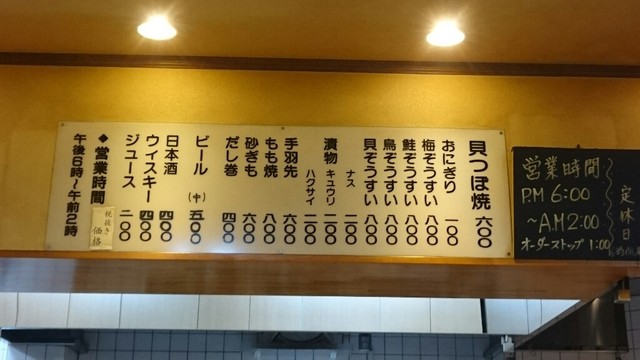 貝つぼ焼 六〇〇
おにぎり 一〇〇
梅ぞうすい 八〇〇
鮭ぞうすい 八〇〇
鳥ぞうすい 八〇〇
貝ぞうすい 八〇〇
漬物 ナス 二〇〇
キュウリ 二〇〇
ハクサイ 二〇〇
手羽先 六〇〇
もも焼 八〇〇
砂ぎも 六〇〇
だし巻 四〇〇
ビール (中) 五〇〇
日本酒 四〇〇
ウィスキー 四〇〇
ジュース 二〇〇
◆営業時間
午後6時〜午前2時
税抜き
価格
営業時間
P.M 6:00
~A.M 2:00
オーダーストップ 1:00
定休日